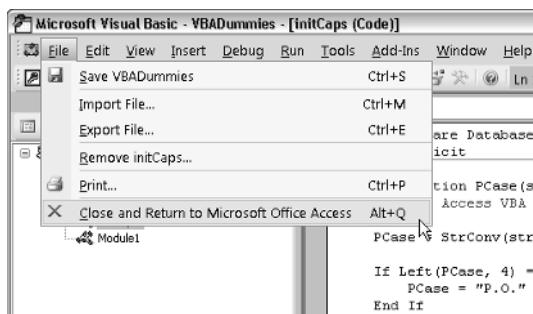 Microsoft Visual Basic - VBADummies - [initCaps (Code)]
File Edit View Insert Debug Run Tools Add-Ins Window Help
Save VBADummies Ctrl+S
Ln
Import File... Ctrl+M
Export File... Ctrl+E
are Database
icit
Remove initCaps...
Print... Ctrl+P
tion PCase(s
Access VBA
Close and Return to Microsoft Office Access Alt+Q
Module1
PCase = StrConv(str
If Left(PCase, 4) =
PCase = "P.O."
End If